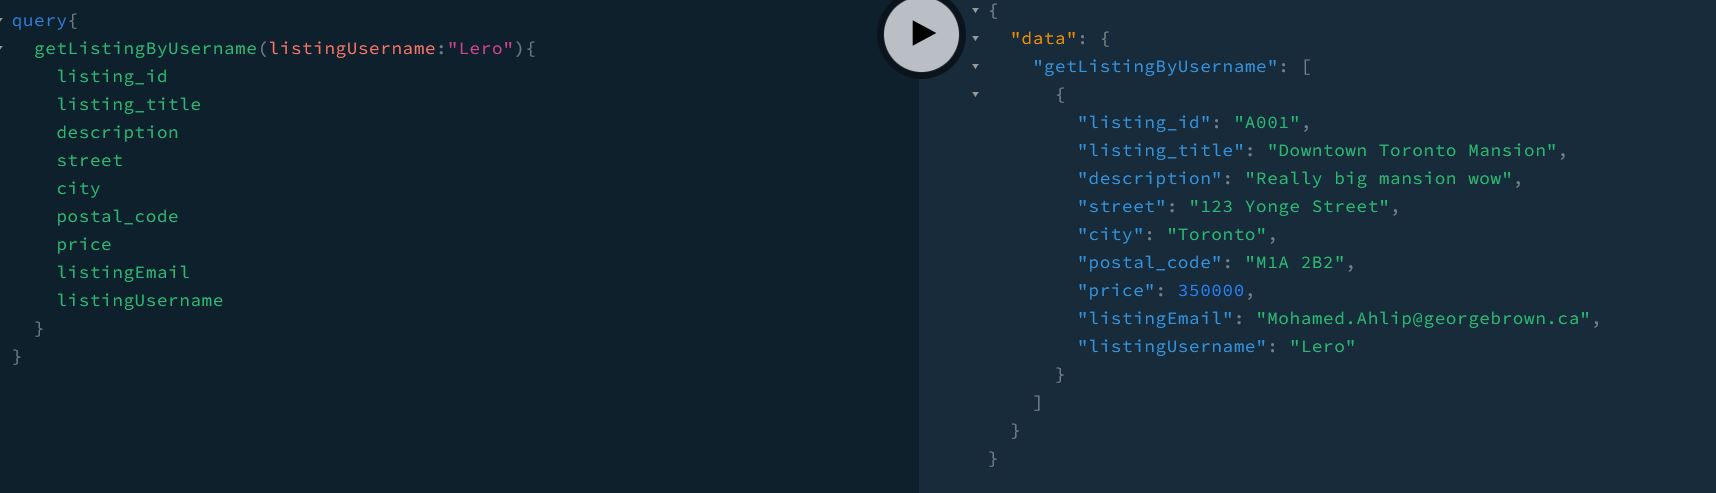 query{
getListingByUsername(listingUsername:"Lero"){
listing_id
listing_title
description
street
city
postal_code
price
listingEmail
listingUsername
}
}
{
"data": {
"getListingByUsername": [
{
"listing_id": "A001",
"listing_title": "Downtown Toronto Mansion",
"description": "Really big mansion wow",
"street": "123 Yonge Street",
"city": "Toronto",
"postal_code": "M1A 2B2",
"price": 350000,
"listingEmail": "Mohamed.Ahlip@georgebrown.ca",
"listingUsername": "Lero"
}
]
}
}